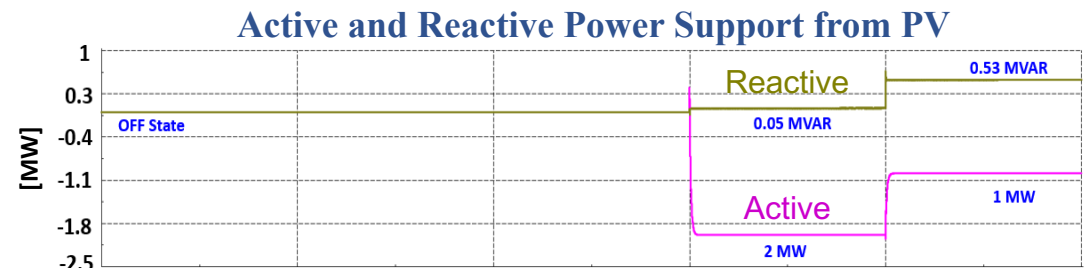 Active and Reactive Power Support from PV
1
0.3
-0.4
-1.1
-1.8
-2.5
[MW]
OFF State
Reactive
0.05 MVAR
0.53 MVAR
Active
2 MW
1 MW